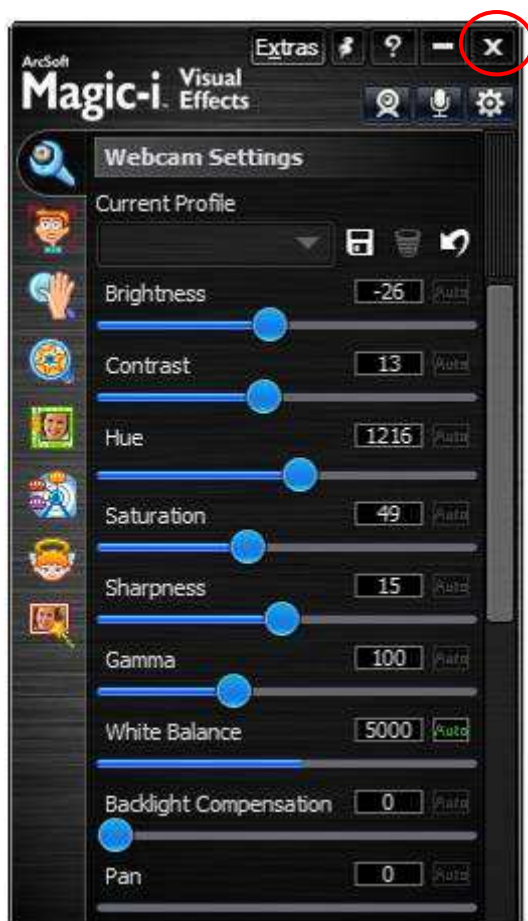 Extras ? X
ArcSoft
Magic-i Visual
Effects
Webcam Settings
Current Profile
Brightness -26 Auto
Contrast 13 Auto
Hue 1216 Auto
Saturation 49 Auto
Sharpness 15 Auto
Gamma 100 Auto
White Balance 5000 Auto
Backlight Compensation 0 Auto
Pan 0 Auto